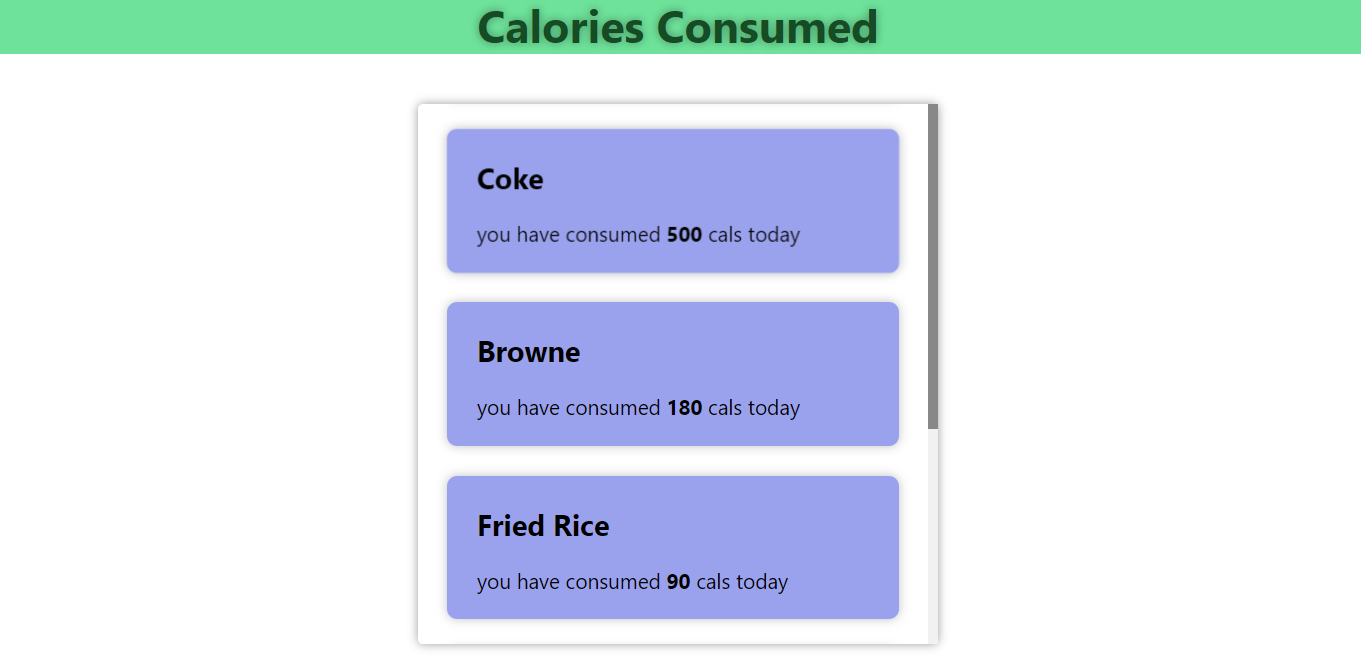 Calories Consumed
Coke
you have consumed 500 cals today
Browne
you have consumed 180 cals today
Fried Rice
you have consumed 90 cals today